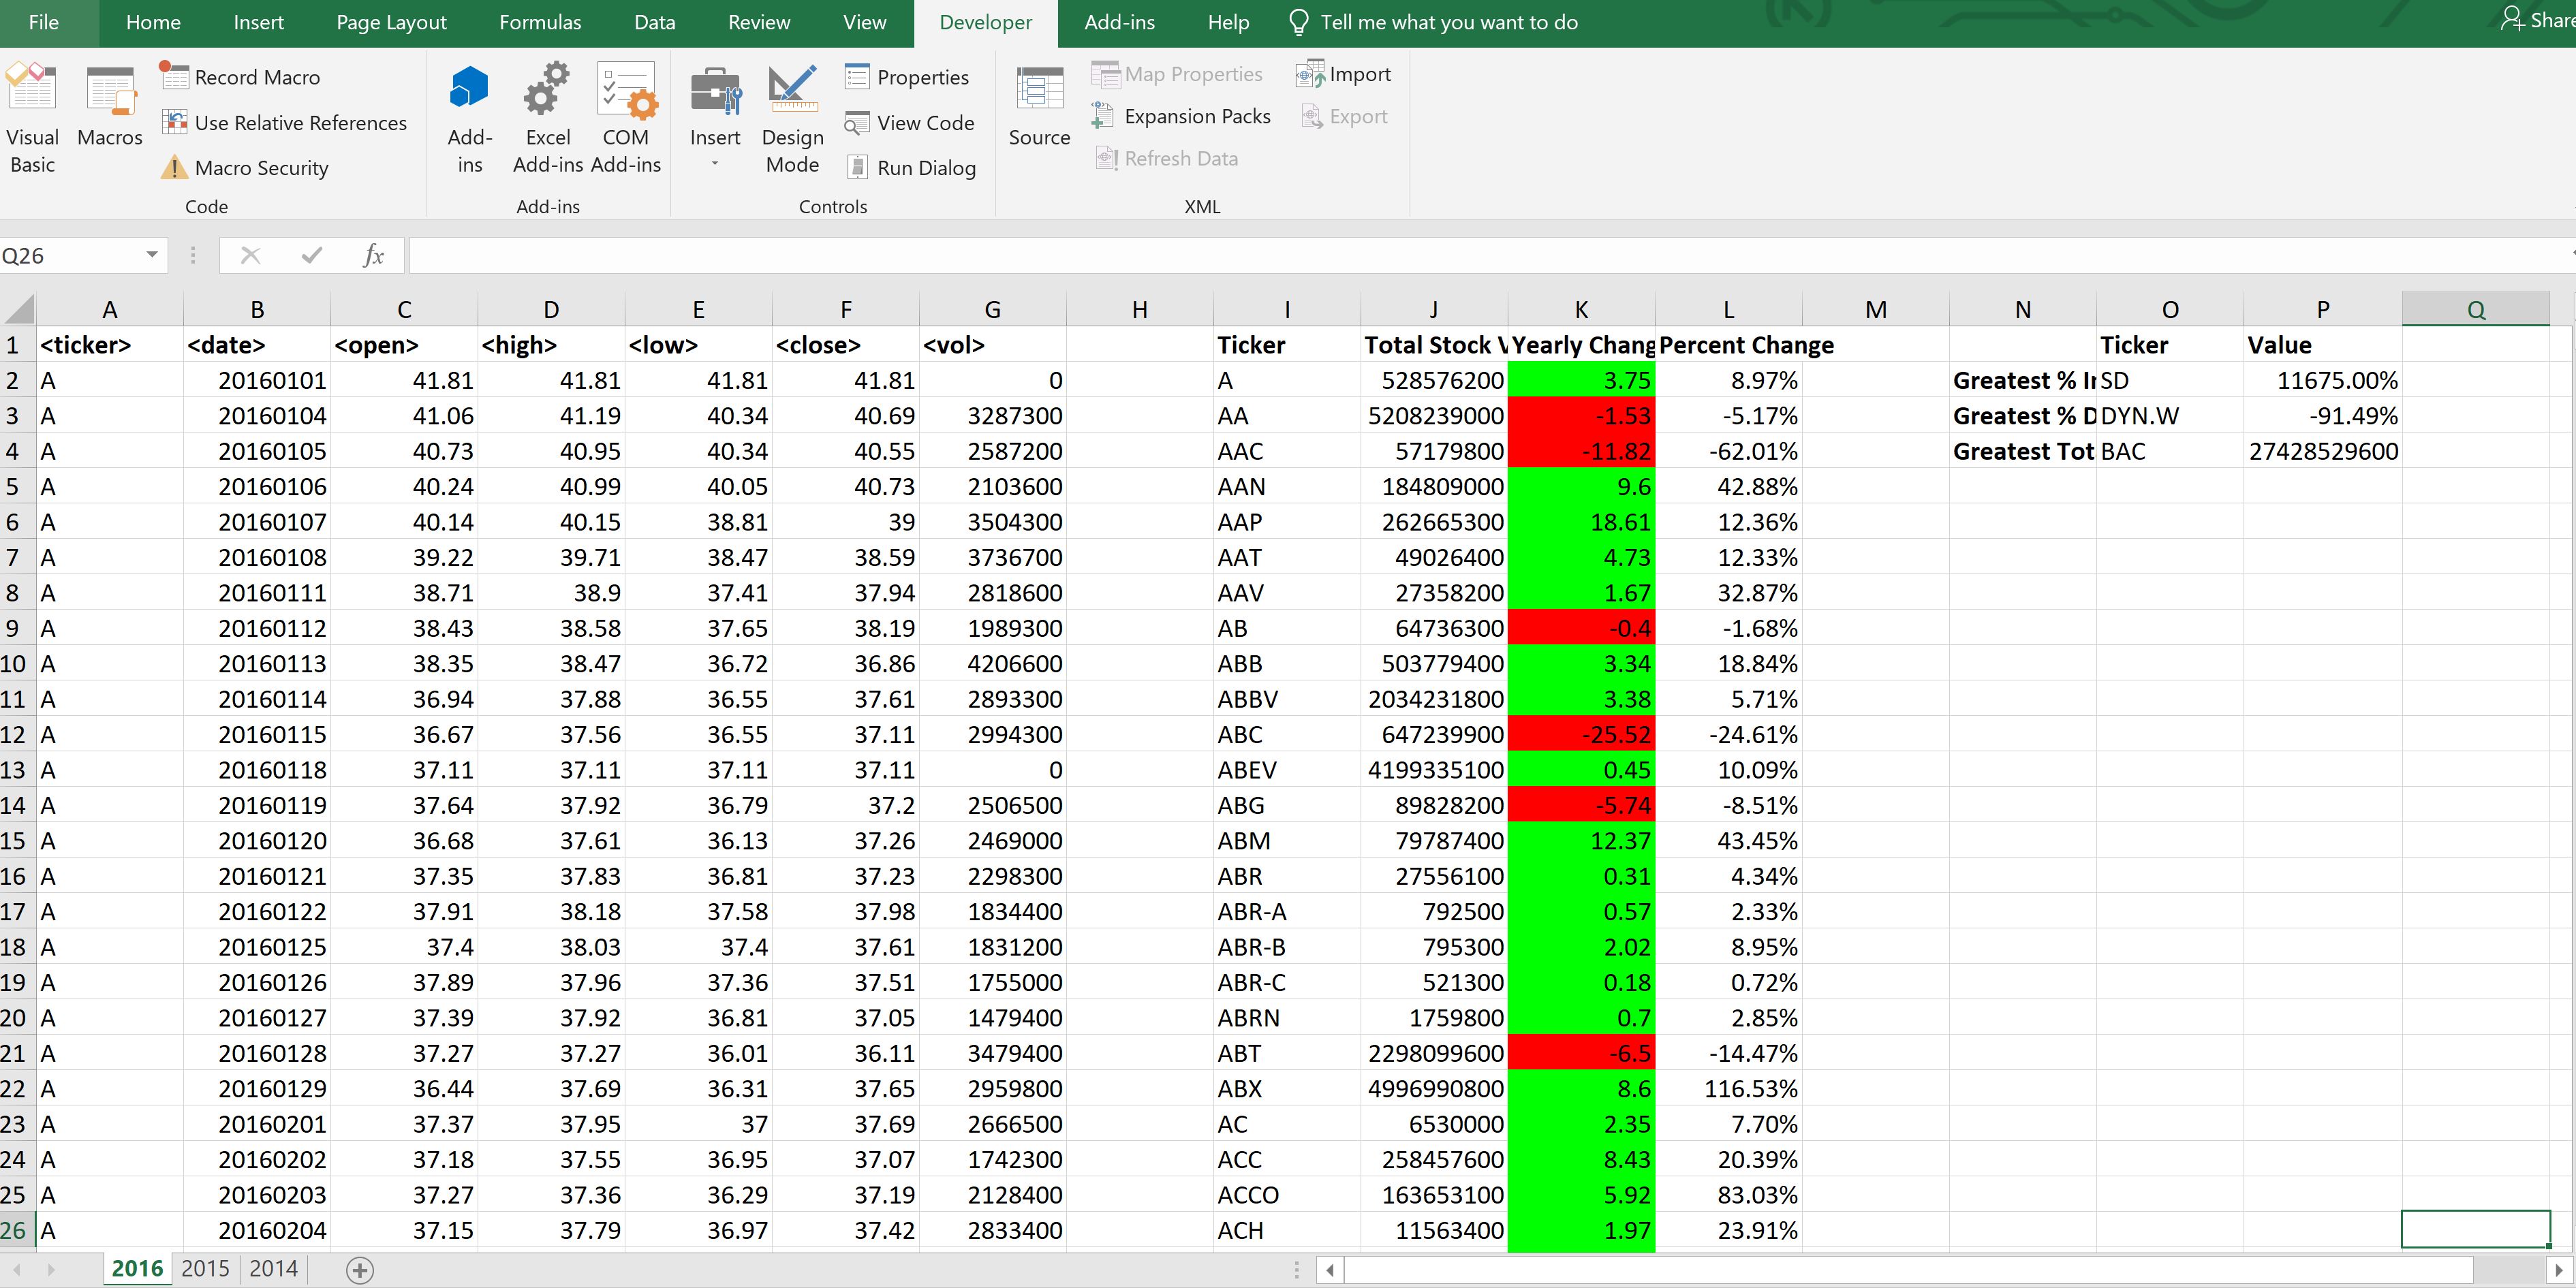 File Home Insert Page Layout Formulas Data Review View Developer Add-ins Help Tell me what you want to do Share
Visual Basic
Macros
Record Macro
Use Relative References
Macro Security
Code
Add-ins
Excel Add-ins
COM Add-ins
Add-ins
Insert
Design Mode
Properties
View Code
Run Dialog
Controls
Source
Map Properties
Expansion Packs
Refresh Data
Import
Export
XML
Q26 fx
A B C D E F G H I J K L M N O P Q
1 <ticker> <date> <open> <high> <low> <close> <vol> Ticker Total Stock V Yearly Chang Percent Change Ticker Value
2 A 20160101 41.81 41.81 41.81 41.81 0 A 528576200 3.75 8.97% Greatest % Ir SD 11675.00%
3 A 20160104 41.06 41.19 40.34 40.69 3287300 AA 5208239000 -1.53 -5.17% Greatest % D DYN.W -91.49%
4 A 20160105 40.73 40.95 40.34 40.55 2587200 AAC 57179800 -11.82 -62.01% Greatest Tot BAC 27428529600
5 A 20160106 40.24 40.99 40.05 40.73 2103600 AAN 184809000 9.6 42.88%
6 A 20160107 40.14 40.15 38.81 39 3504300 AAP 262665300 18.61 12.36%
7 A 20160108 39.22 39.71 38.47 38.59 3736700 AAT 49026400 4.73 12.33%
8 A 20160111 38.71 38.9 37.41 37.94 2818600 AAV 27358200 1.67 32.87%
9 A 20160112 38.43 38.58 37.65 38.19 1989300 AB 64736300 -0.4 -1.68%
10 A 20160113 38.35 38.47 36.72 36.86 4206600 ABB 503779400 3.34 18.84%
11 A 20160114 36.94 37.88 36.55 37.61 2893300 ABBV 2034231800 3.38 5.71%
12 A 20160115 36.67 37.56 36.55 37.11 2994300 ABC 647239900 -25.52 -24.61%
13 A 20160118 37.11 37.11 37.11 37.11 0 ABEV 4199335100 0.45 10.09%
14 A 20160119 37.64 37.92 36.79 37.2 2506500 ABG 89828200 -5.74 -8.51%
15 A 20160120 36.68 37.61 36.13 37.26 2469000 ABM 79787400 12.37 43.45%
16 A 20160121 37.35 37.83 36.81 37.23 2298300 ABR 27556100 0.31 4.34%
17 A 20160122 37.91 38.18 37.58 37.98 1834400 ABR-A 792500 0.57 2.33%
18 A 20160125 37.4 38.03 37.4 37.61 1831200 ABR-B 795300 2.02 8.95%
19 A 20160126 37.89 37.96 37.36 37.51 1755000 ABR-C 521300 0.18 0.72%
20 A 20160127 37.39 37.92 36.81 37.05 1479400 ABRN 1759800 0.7 2.85%
21 A 20160128 37.27 37.27 36.01 36.11 3479400 ABT 2298099600 -6.5 -14.47%
22 A 20160129 36.44 37.69 36.31 37.65 2959800 ABX 4996990800 8.6 116.53%
23 A 20160201 37.37 37.95 37 37.69 2666500 AC 6530000 2.35 7.70%
24 A 20160202 37.18 37.55 36.95 37.07 1742300 ACC 258457600 8.43 20.39%
25 A 20160203 37.27 37.36 36.29 37.19 2128400 ACCO 163653100 5.92 83.03%
26 A 20160204 37.15 37.79 36.97 37.42 2833400 ACH 11563400 1.97 23.91%
2016 2015 2014